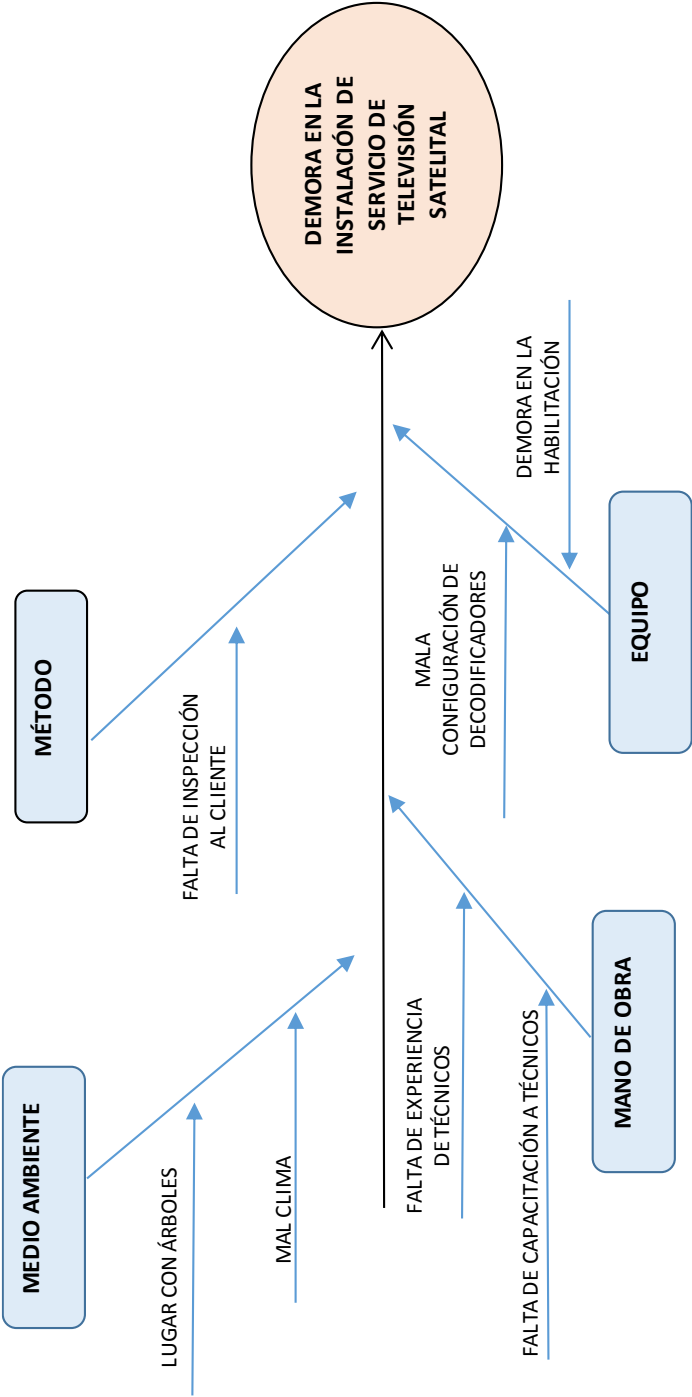 MEDIO AMBIENTE
MÉTODO
LUGAR CON ÁRBOLES
MAL CLIMA
FALTA DE INSPECCIÓN
AL CLIENTE
DEMORA EN LA
INSTALACIÓN DE
SERVICIO DE
TELEVISIÓN
SATELITAL
FALTA DE EXPERIENCIA
DE TÉCNICOS
FALTA DE CAPACITACIÓN A TÉCNICOS
MALA
CONFIGURACIÓN DE
DECODIFICADORES
DEMORA EN LA
HABILITACIÓN
MANO DE OBRA
EQUIPO